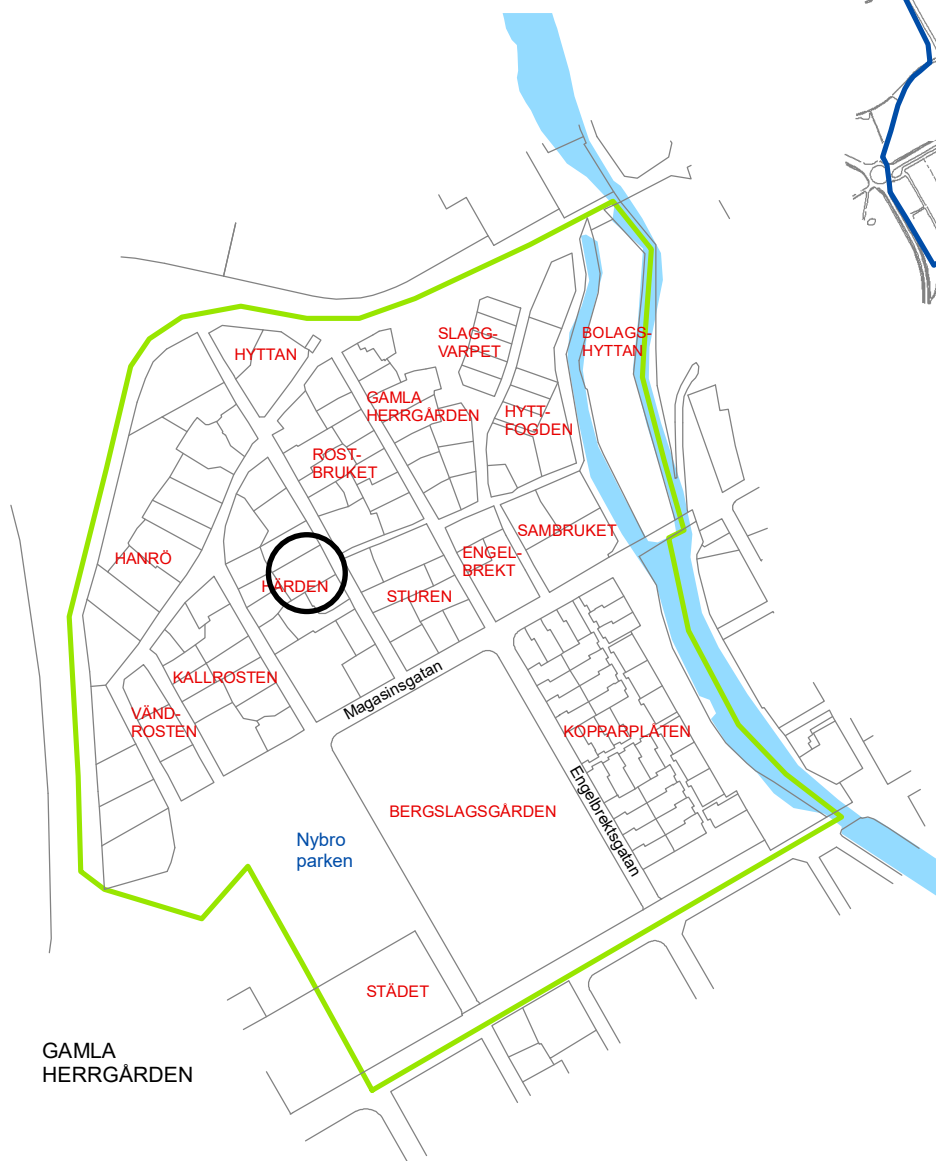 SLAGG-
VARPET
BOLAGS-
HYTTAN
HYTTAN
GAMLA
HERRGÅRDEN
HYTT-
FOGDEN
ROST-
BRUKET
SAMBRUKET
ENGEL-
BREKT
HANRÖ
HÄRDEN
STUREN
KALLROSTEN
Magasinsgatan
VÄND-
ROSTEN
KOPPARPLÅTEN
Engelbrektsgatan
BERGSLAGSGÅRDEN
Nybro
parken
STÄDET
GAMLA
HERRGÅRDEN